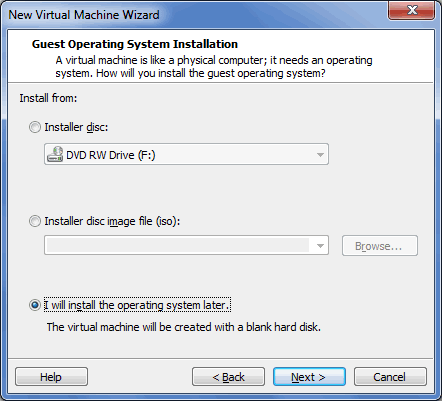 New Virtual Machine Wizard
Guest Operating System Installation
A virtual machine is like a physical computer; it needs an operating
system. How will you install the guest operating system?
Install from:
Installer disc:
DVD RW Drive (F:)
Installer disc image file (iso):
Browse...
I will install the operating system later.
The virtual machine will be created with a blank hard disk.
Help
< Back
Next >
Cancel